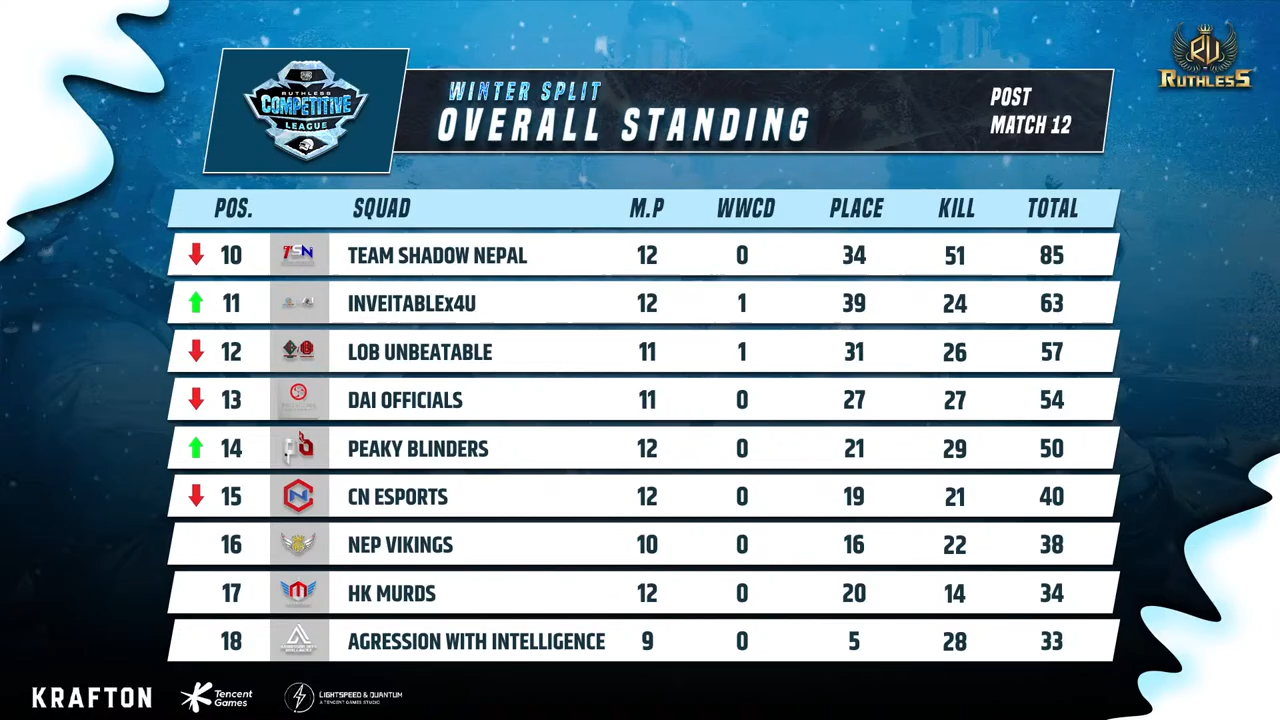 RUTHLESS
COMPETITIVE
LEAGUE
WINTER SPLIT
OVERALL STANDING
POST
MATCH 12
RU
RUTHLESS
POS. SQUAD M.P WWCD PLACE KILL TOTAL
10 TSN TEAM SHADOW NEPAL 12 0 34 51 85
11 INVEITABLEx4U 12 1 39 24 63
12 LOB UNBEATABLE 11 1 31 26 57
13 DAI OFFICIALS 11 0 27 27 54
14 PEAKY BLINDERS 12 0 21 29 50
15 CN ESPORTS 12 0 19 21 40
16 NEP VIKINGS 10 0 16 22 38
17 HK MURDS 12 0 20 14 34
18 AGRESSION WITH INTELLIGENCE 9 0 5 28 33
KRAFTON
Tencent
Games
LIGHTSPEED & QUANTUM
A TENCENT GAMES STUDIO